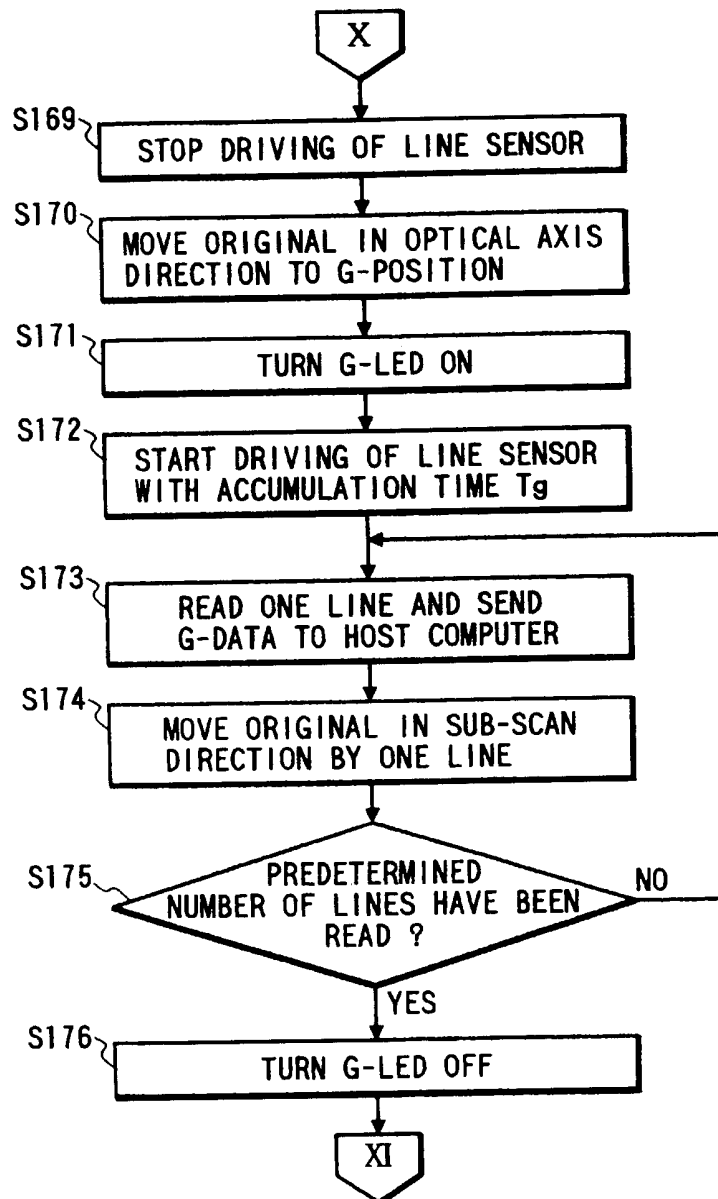 X
S169
STOP DRIVING OF LINE SENSOR
S170
MOVE ORIGINAL IN OPTICAL AXIS
DIRECTION TO G-POSITION
S171
TURN G-LED ON
S172
START DRIVING OF LINE SENSOR
WITH ACCUMULATION TIME Tg
S173
READ ONE LINE AND SEND
G-DATA TO HOST COMPUTER
S174
MOVE ORIGINAL IN SUB-SCAN
DIRECTION BY ONE LINE
S175
PREDETERMINED
NUMBER OF LINES HAVE BEEN
READ ?
NO
YES
S176
TURN G-LED OFF
XI